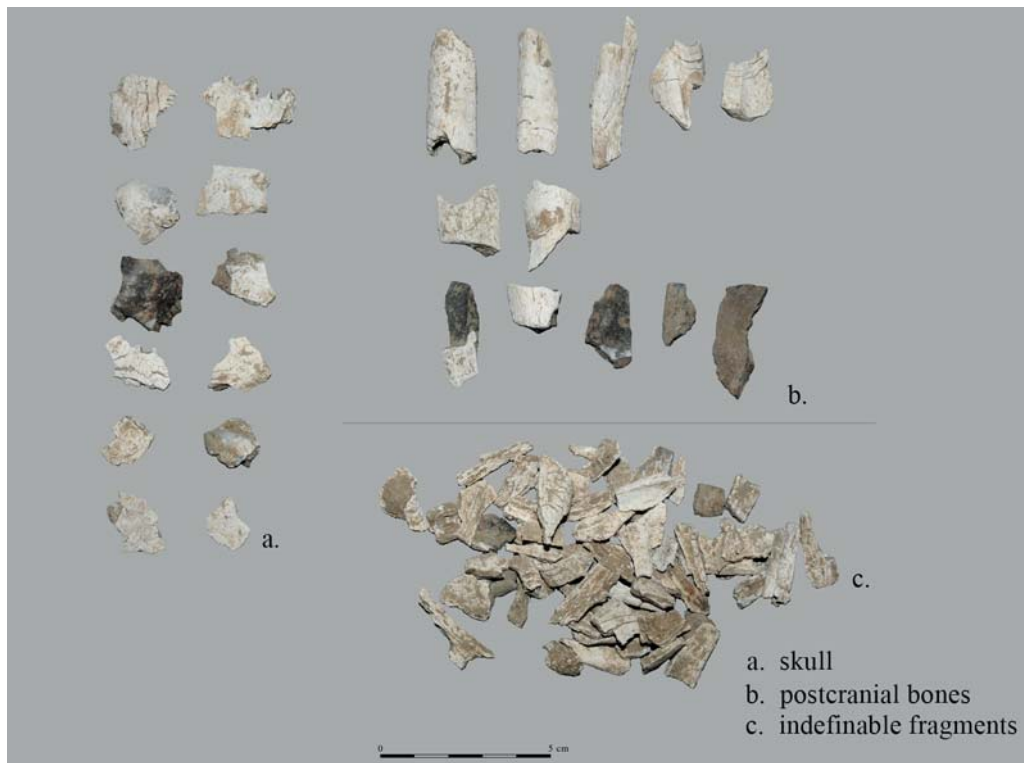 a.
b.
c.
a. skull
b. postcranial bones
c. indefinable fragments
0 5 cm